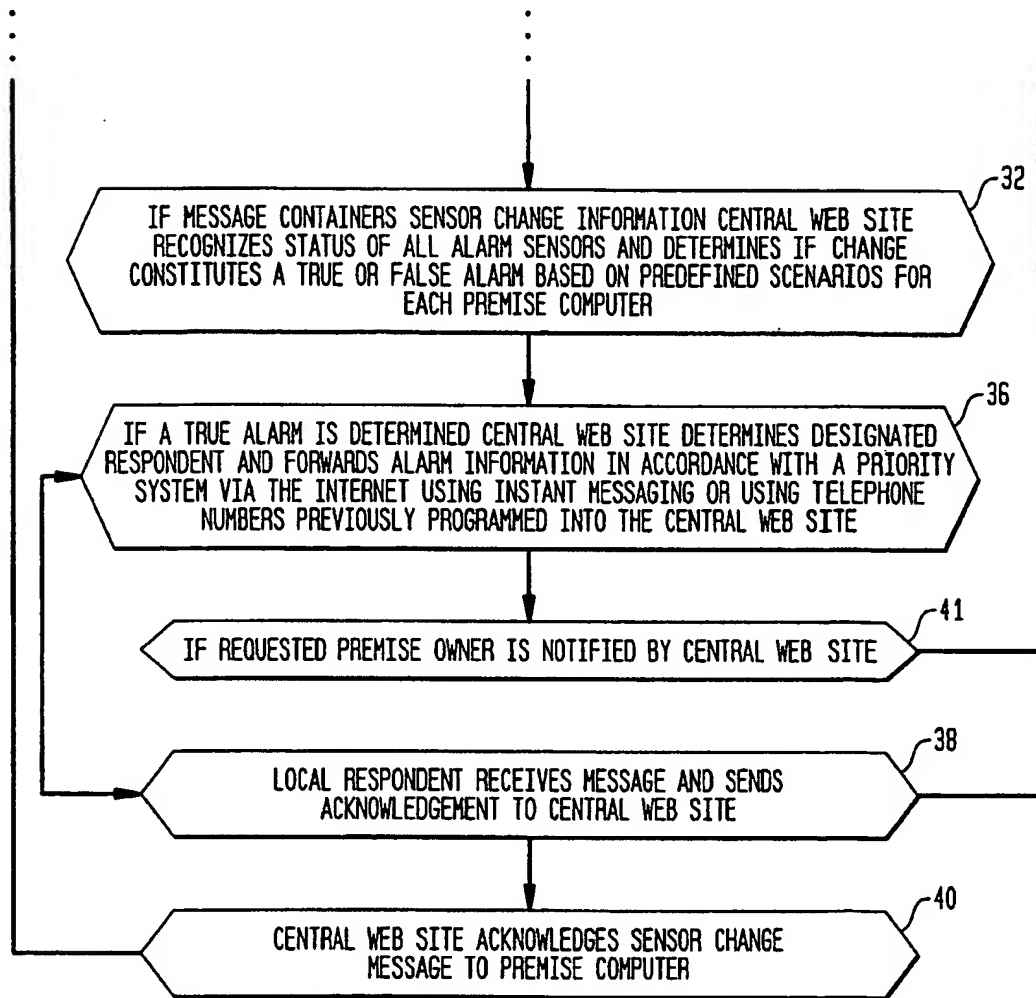 32
IF MESSAGE CONTAINERS SENSOR CHANGE INFORMATION CENTRAL WEB SITE
RECOGNIZES STATUS OF ALL ALARM SENSORS AND DETERMINES IF CHANGE
CONSTITUTES A TRUE OR FALSE ALARM BASED ON PREDEFINED SCENARIOS FOR
EACH PREMISE COMPUTER
36
IF A TRUE ALARM IS DETERMINED CENTRAL WEB SITE DETERMINES DESIGNATED
RESPONDENT AND FORWARDS ALARM INFORMATION IN ACCORDANCE WITH A PRIORITY
SYSTEM VIA THE INTERNET USING INSTANT MESSAGING OR USING TELEPHONE
NUMBERS PREVIOUSLY PROGRAMMED INTO THE CENTRAL WEB SITE
41
IF REQUESTED PREMISE OWNER IS NOTIFIED BY CENTRAL WEB SITE
38
LOCAL RESPONDENT RECEIVES MESSAGE AND SENDS
ACKNOWLEDGEMENT TO CENTRAL WEB SITE
40
CENTRAL WEB SITE ACKNOWLEDGES SENSOR CHANGE
MESSAGE TO PREMISE COMPUTER